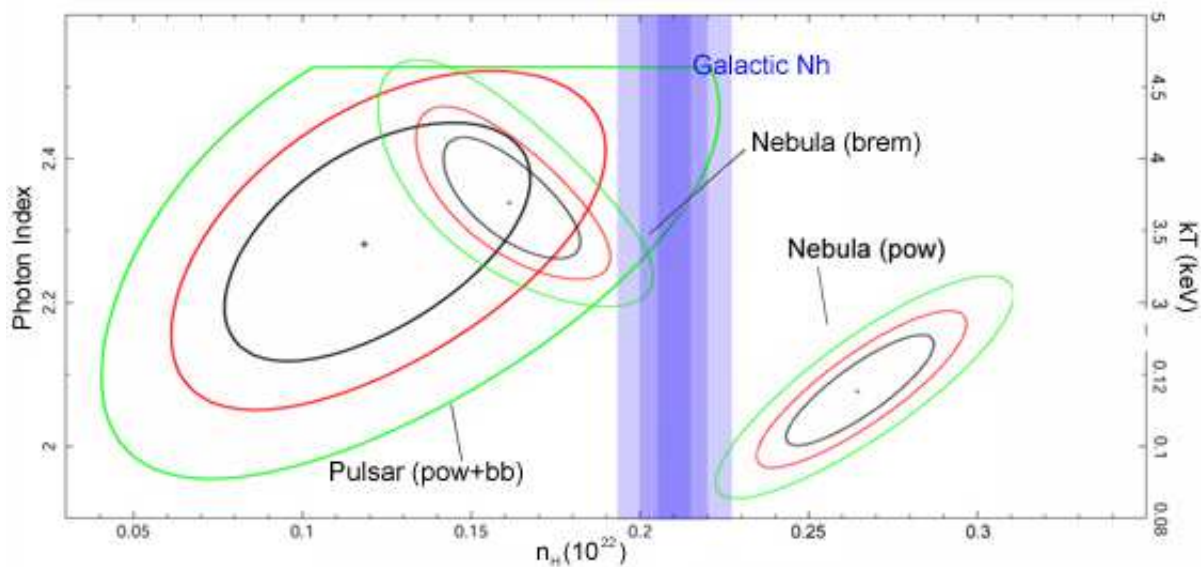 5
Galactic Nh
4.5
Nebula (brem)
2.4
4
Photon Index
3.5
kT (keV)
Nebula (pow)
2.2
3
0.12
2
0.1
Pulsar (pow+bb)
0.08
0.05
0.1
0.15
0.2
0.25
0.3
n_H (10^22)